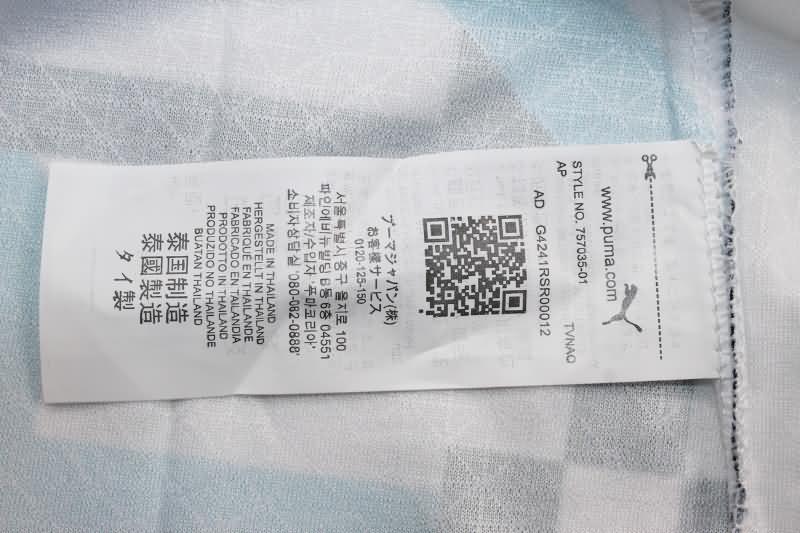 www.puma.com
STYLE NO. 757035-01
AP
TVNAQ
AD G4241RSR00012
プーマジャパン(株)
お客様サービス
0120-125-150
서울특별시 중구 을지로 100
파인에비뉴빌딩 B동 6층 04551
제조자/수입자 '푸마코리아'
소비자상담실 '080-082-0888'
MADE IN THAILAND
HERGESTELLT IN THAILAND
FABRIQUÉ EN THAILANDE
FABRICADO EN TAILANDIA
PRODOTTO IN THAILAND
PRODUZIDO NA THAILANDE
BUATAN THAILAND
泰国制造
泰國製造
タイ製